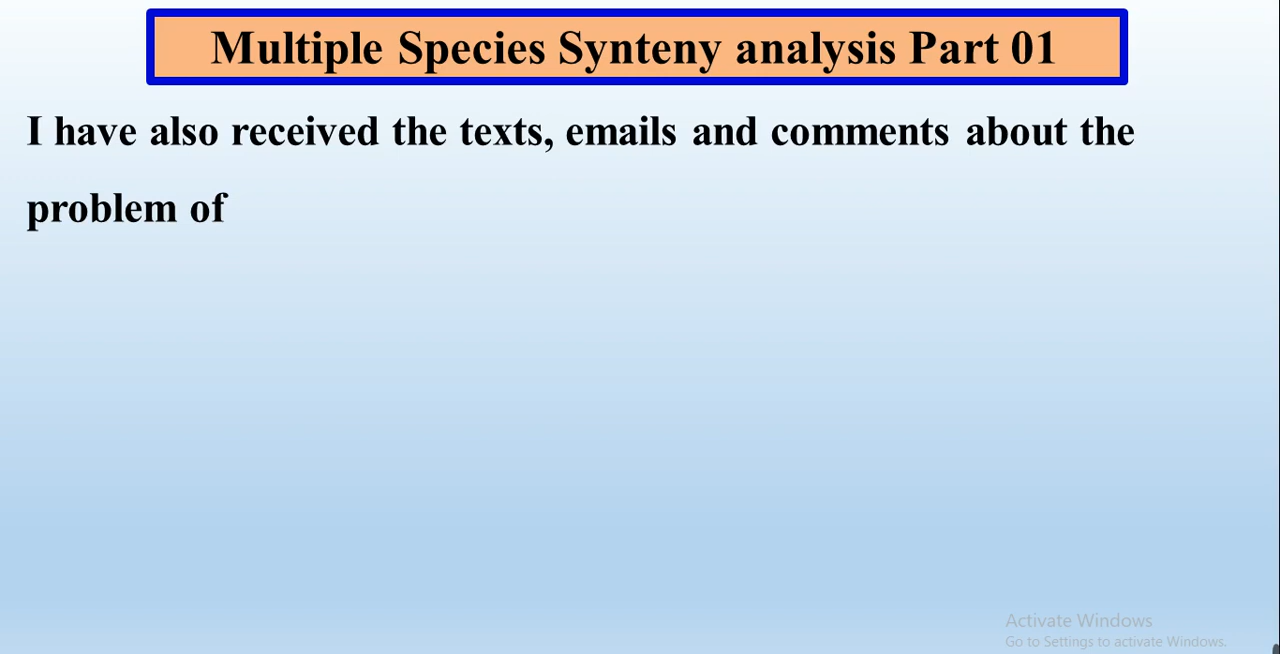 Multiple Species Synteny analysis Part 01
I have also received the texts, emails and comments about the
problem of
Activate Windows
Go to Settings to activate Windows.